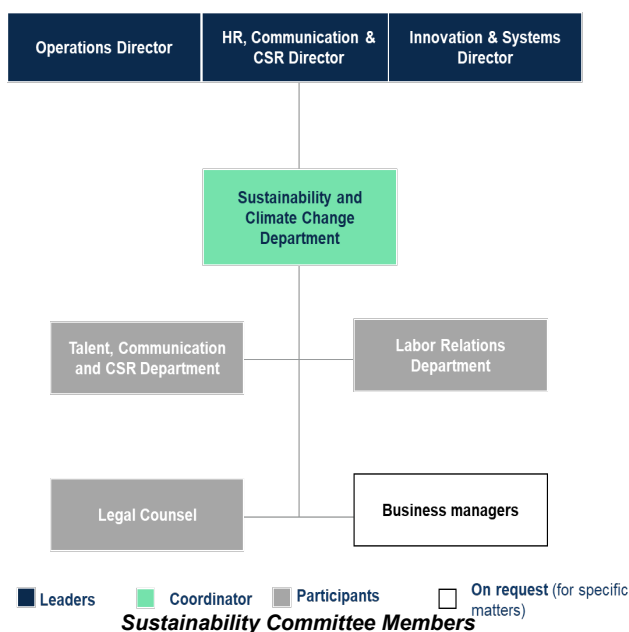 Operations Director
HR, Communication &
CSR Director
Innovation & Systems
Director
Sustainability and
Climate Change
Department
Talent, Communication
and CSR Department
Labor Relations
Department
Legal Counsel
Business managers
Leaders
Coordinator
Participants
On request (for specific
matters)
Sustainability Committee Members